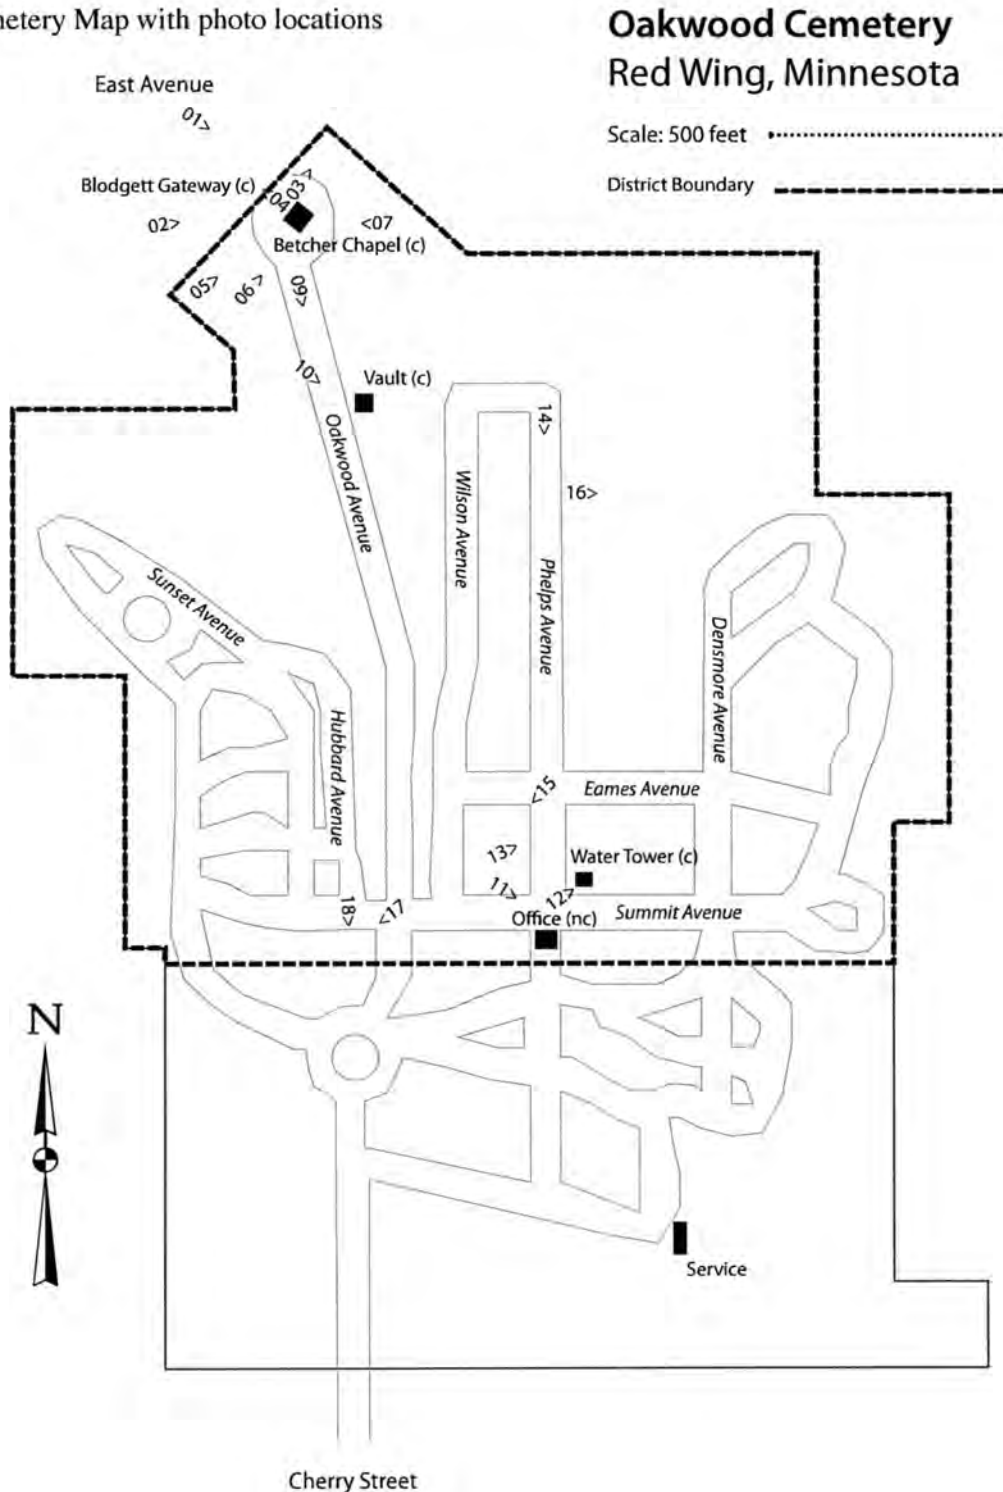 netery Map with photo locations
Oakwood Cemetery
Red Wing, Minnesota
Scale: 500 feet
District Boundary
East Avenue
01>
Blodgett Gateway (c)
02>
<04
03>
<07
Betcher Chapel (c)
05>
06>
09>
10>
Vault (c)
Oakwood Avenue
14>
16>
Wilson Avenue
Phelps Avenue
Sunset Avenue
Densmore Avenue
Hubbard Avenue
<15
Eames Avenue
13>
Water Tower (c)
11>
12>
18>
<17
Office (nc)
Summit Avenue
N
Service
Cherry Street